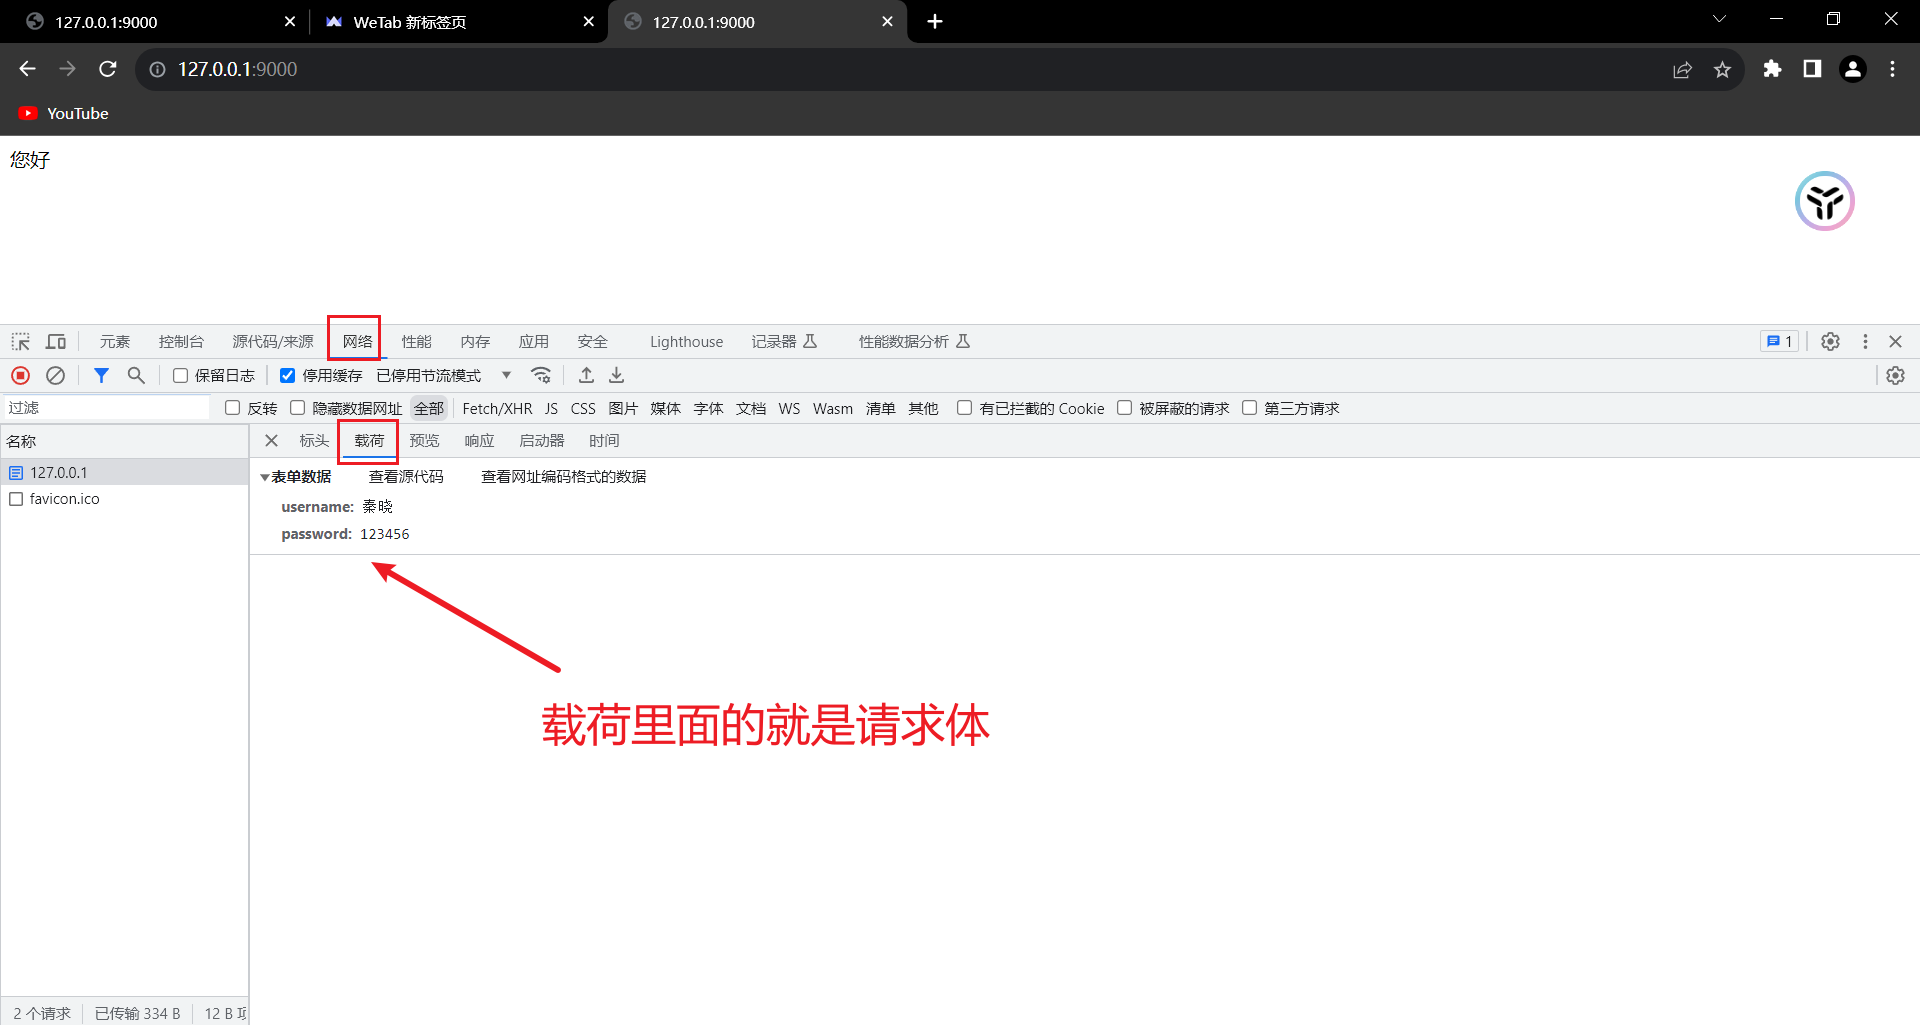 127.0.0.1:9000
WeTab 新标签页
127.0.0.1:9000
127.0.0.1:9000
YouTube
您好
元素 控制台 源代码/来源 网络 性能 内存 应用 安全 Lighthouse 记录器 性能数据分析 1
保留日志 停用缓存 已停用节流模式
过滤 反转 隐藏数据网址 全部 Fetch/XHR JS CSS 图片 媒体 字体 文档 WS Wasm 清单 其他 有已拦截的 Cookie 被屏蔽的请求 第三方请求
名称 标头 载荷 预览 响应 启动器 时间
127.0.0.1
favicon.ico
表单数据 查看源代码 查看网址编码格式的数据
username: 秦晓
password: 123456
载荷里面的就是请求体
2 个请求 已传输 334 B 12 B